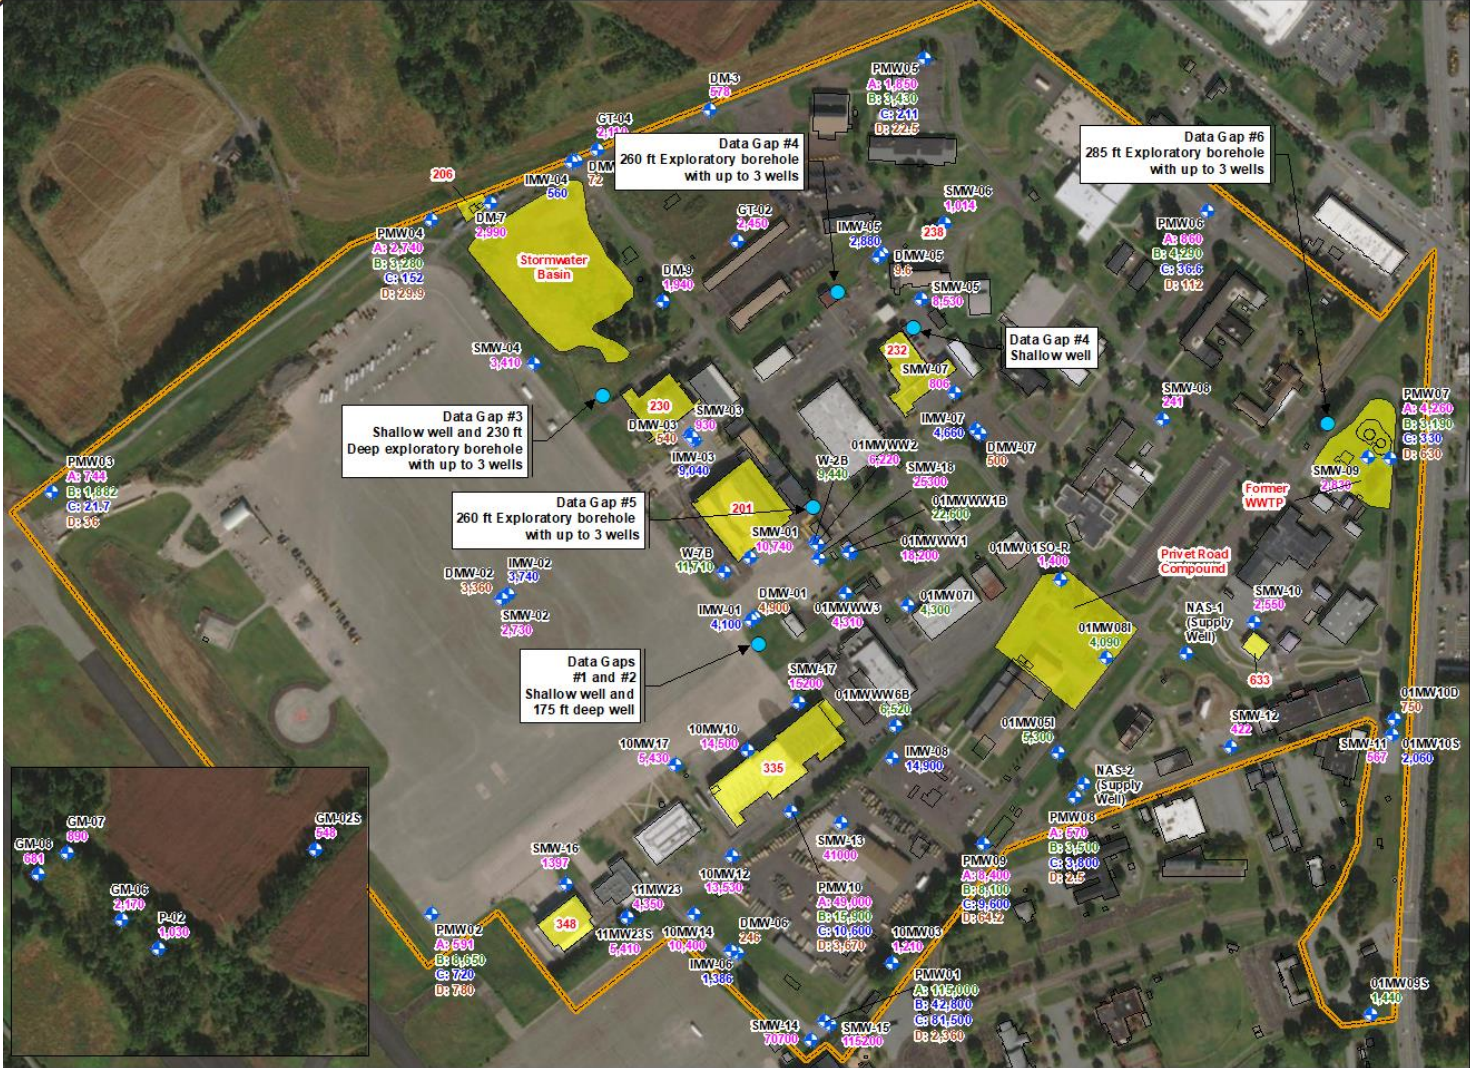 DM-3
578
PMW05
A: 1,850
B: 3,430
C: 211
D: 22.5
GT-04
2,110
Data Gap #4
260 ft Exploratory borehole
with up to 3 wells
Data Gap #6
285 ft Exploratory borehole
with up to 3 wells
DMW
72
206
IMW-04
560
DM-7
2,990
PMW04
A: 2,740
B: 3,280
C: 152
D: 29.9
Stormwater
Basin
GT-02
2,450
DM-9
1,940
IMW-05
2,880
SMW-06
1,014
238
DMW-05
9.6
SMW-05
8,530
PMW06
A: 860
B: 4,290
C: 36.6
D: 112
Data Gap #4
Shallow well
SMW-04
3,410
232
SMW-07
806
SMW-08
241
PMW07
A: 4,260
B: 3,190
C: 330
D: 630
Data Gap #3
Shallow well and 230 ft
Deep exploratory borehole
with up to 3 wells
230
SMW-03
930
DMW-03
540
IMW-03
9,040
IMW-07
4,660
DMW-07
500
01MWWW2
6,220
W-2B
9,440
SMW-18
25300
01MWWW1B
22,600
01MWWW1
18,200
SMW-09
2,830
Former
WWTP
PMW03
A: 744
B: 1,882
C: 21.7
D: 36
Data Gap #5
260 ft Exploratory borehole
with up to 3 wells
201
SMW-01
10,740
W-7B
11,710
01MW01SO-R
1,400
Privet Road
Compound
DMW-02
3,360
IMW-02
3,740
SMW-02
2,730
IMW-01
4,100
DMW-01
4,900
01MWWW3
4,310
01MW07I
4,300
01MW08I
4,090
NAS-1
(Supply
Well)
SMW-10
2,550
633
Data Gaps
#1 and #2
Shallow well and
175 ft deep well
SMW-17
15200
01MWWW6B
6,520
01MW05I
5,300
SMW-12
422
01MW10D
750
SMW-11
567
01MW10S
2,060
10MW17
5,430
10MW10
14,500
335
IMW-08
14,900
NAS-2
(Supply
Well)
GM-07
890
GM-08
681
GM-02S
548
GM-06
2,170
P-02
1,030
SMW-16
1397
10MW12
13,530
SMW-13
41000
PMW08
A: 570
B: 3,500
C: 3,800
D: 2.5
PMW09
A: 8,400
B: 8,100
C: 9,600
D: 64.2
PMW10
A: 49,000
B: 15,900
C: 10,600
D: 3,670
11MW23
4,350
348
11MW23S
5,410
10MW14
10,400
DMW-06
246
IMW-06
1,386
10MW03
1,210
PMW02
A: 591
B: 8,650
C: 720
D: 780
PMW01
A: 115,000
B: 42,800
C: 81,500
D: 2,360
SMW-14
70700
SMW-15
115200
01MW09S
1,440